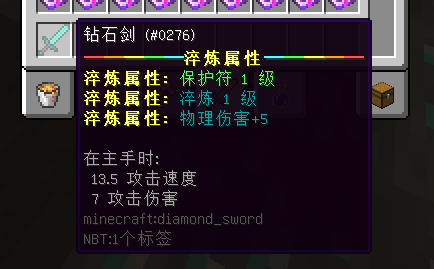 钻石剑 (#0276)
淬炼属性
淬炼属性: 保护符 1 级
淬炼属性: 淬炼 1 级
淬炼属性: 物理伤害+5
在主手时:
13.5 攻击速度
7 攻击伤害
minecraft:diamond_sword
NBT:1个标签